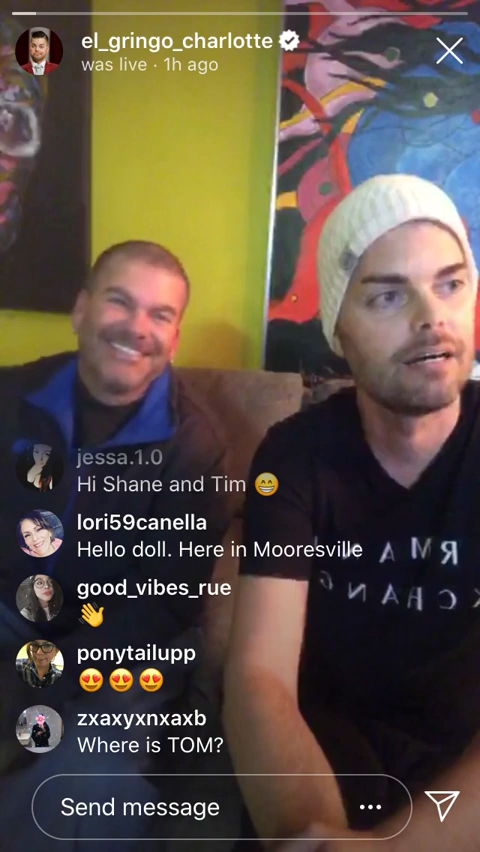 el_gringo_charlotte
was live · 1h ago
jessa.1.0
Hi Shane and Tim 😁
lori59canella
Hello doll. Here in Mooresville
good_vibes_rue
👋
ponytailupp
😍😍😍
zxaxyxnxaxb
Where is TOM?
Send message